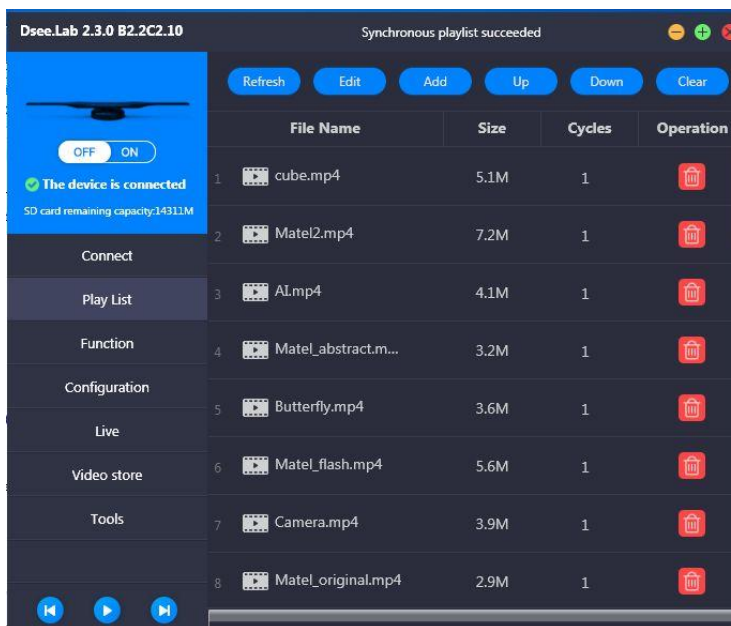 Dsee.Lab 2.3.0 B2.2C2.10
Synchronous playlist succeeded
Refresh Edit Add Up Down Clear
File Name Size Cycles Operation
OFF ON
The device is connected
SD card remaining capacity:14311M
Connect
Play List
Function
Configuration
Live
Video store
Tools
1 cube.mp4 5.1M 1
2 Matel2.mp4 7.2M 1
3 AI.mp4 4.1M 1
4 Matel_abstract.m... 3.2M 1
5 Butterfly.mp4 3.6M 1
6 Matel_flash.mp4 5.6M 1
7 Camera.mp4 3.9M 1
8 Matel_original.mp4 2.9M 1